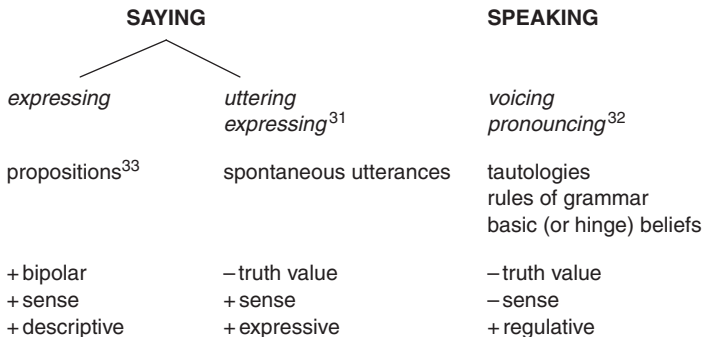 SAYING SPEAKING
expressing uttering voicing
expressing31 pronouncing32
propositions33 spontaneous utterances tautologies
rules of grammar
basic (or hinge) beliefs
+ bipolar – truth value – truth value
+ sense + sense – sense
+ descriptive + expressive + regulative